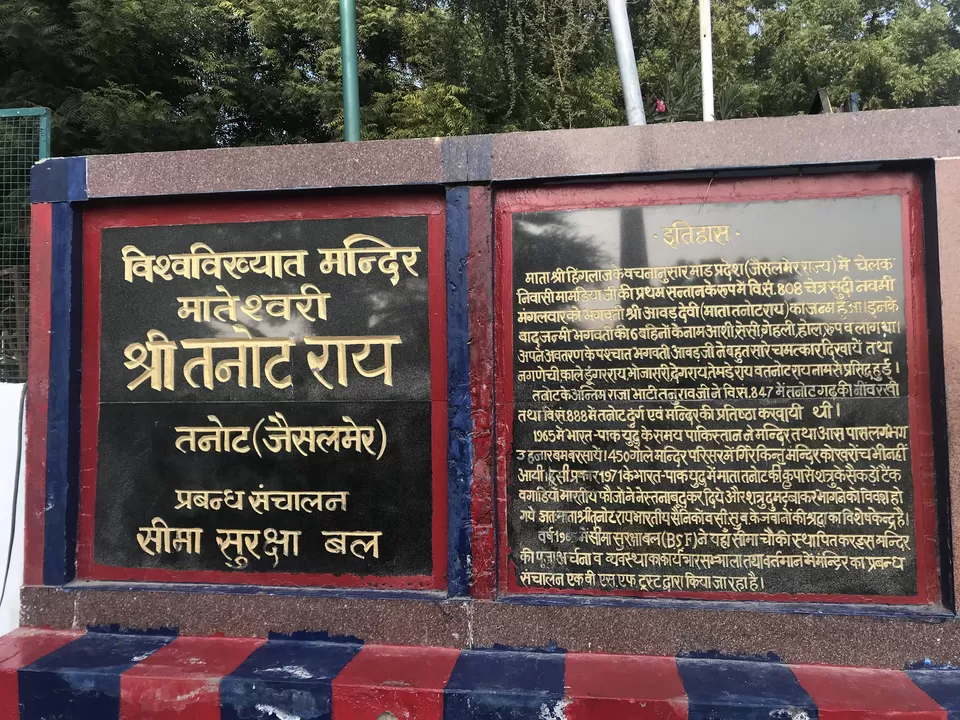 विश्वविख्यात मन्दिर
मातेश्वरी
श्री तनोट राय
तनोट (जैसलमेर)
प्रबन्ध संचालन
सीमा सुरक्षा बल
· इतिहास ·
माता श्री हिंगलाज के वचनानुसार माड़ प्रदेश (जैसलमेर राज्य) में चेलक
निवासी मामड़िया जी की प्रथम सन्तान के रूप में वि.सं. 808 चैत्र सुदी नवमी
मंगलवार को भगवती श्री आवड़ देवी (माता तनोट राय) का जन्म हुआ। इनके
बाद जन्मी भगवती की 6 बहिनों के नाम आशी, सेसी, गेहली, होल, रूप व लांग था।
अपने अवतरण के पश्चात भगवती आवड़ जी ने बहुत सारे चमत्कार दिखाये तथा
नगणेची, काले डूंगर राय, भोजासरी, देगराय, तेमड़ेराय व तनोट राय नाम से प्रसिद्ध हुई।
तनोट के अन्तिम राजा भाटी तनुरावजी ने वि.सं. 847 में तनोट गढ़ की नींव रखी
तथा वि.सं. 888 में तनोट दुर्ग एवं मन्दिर की प्रतिष्ठा करवायी थी।
1965 में भारत-पाक युद्ध के समय पाकिस्तान ने मन्दिर तथा आस पास लगभग
3 हजार बम बरसायें 1450 गोले मन्दिर परिसर में गिरे किन्तु मन्दिर को खरोंच भी नहीं
आयी। इसी प्रकार 1971 के भारत-पाक युद्ध में माता तनोट की कृपा से शत्रु के सैकड़ों टैंक
व गाड़ियां भारतीय फौजों ने नेस्तनाबूद कर दिये और शत्रु दुम दबाकर भागने को विवश हो
गये अतः माता श्री तनोट राय भारतीय सैनिकों व सी.सु.ब. के जवानों की श्रद्धा का विशेष केन्द्र है।
वर्ष में सीमा सुरक्षा बल (BSF) ने यहाँ सीमा चौकी स्थापित कर इस मन्दिर
की पूजा अर्चना व व्यवस्था का कार्यभार सम्भाला तथा वर्तमान में मन्दिर का प्रबन्ध
संचालन एक बी.एस.एफ ट्रस्ट द्वारा किया जा रहा है।